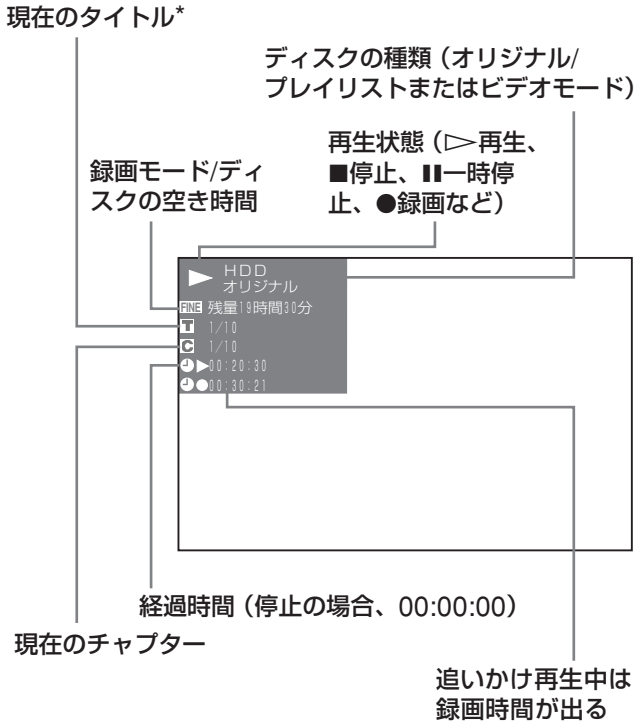 現在のタイトル*
ディスクの種類（オリジナル/
プレイリストまたはビデオモード）
再生状態（▷再生、
■停止、▮▮一時停
止、●録画など）
録画モード/ディ
スクの空き時間
▶ HDD
オリジナル
FINE 残量19時間30分
T 1/10
C 1/10
▶00:20:30
●00:30:21
経過時間（停止の場合、00:00:00）
現在のチャプター
追いかけ再生中は
録画時間が出る